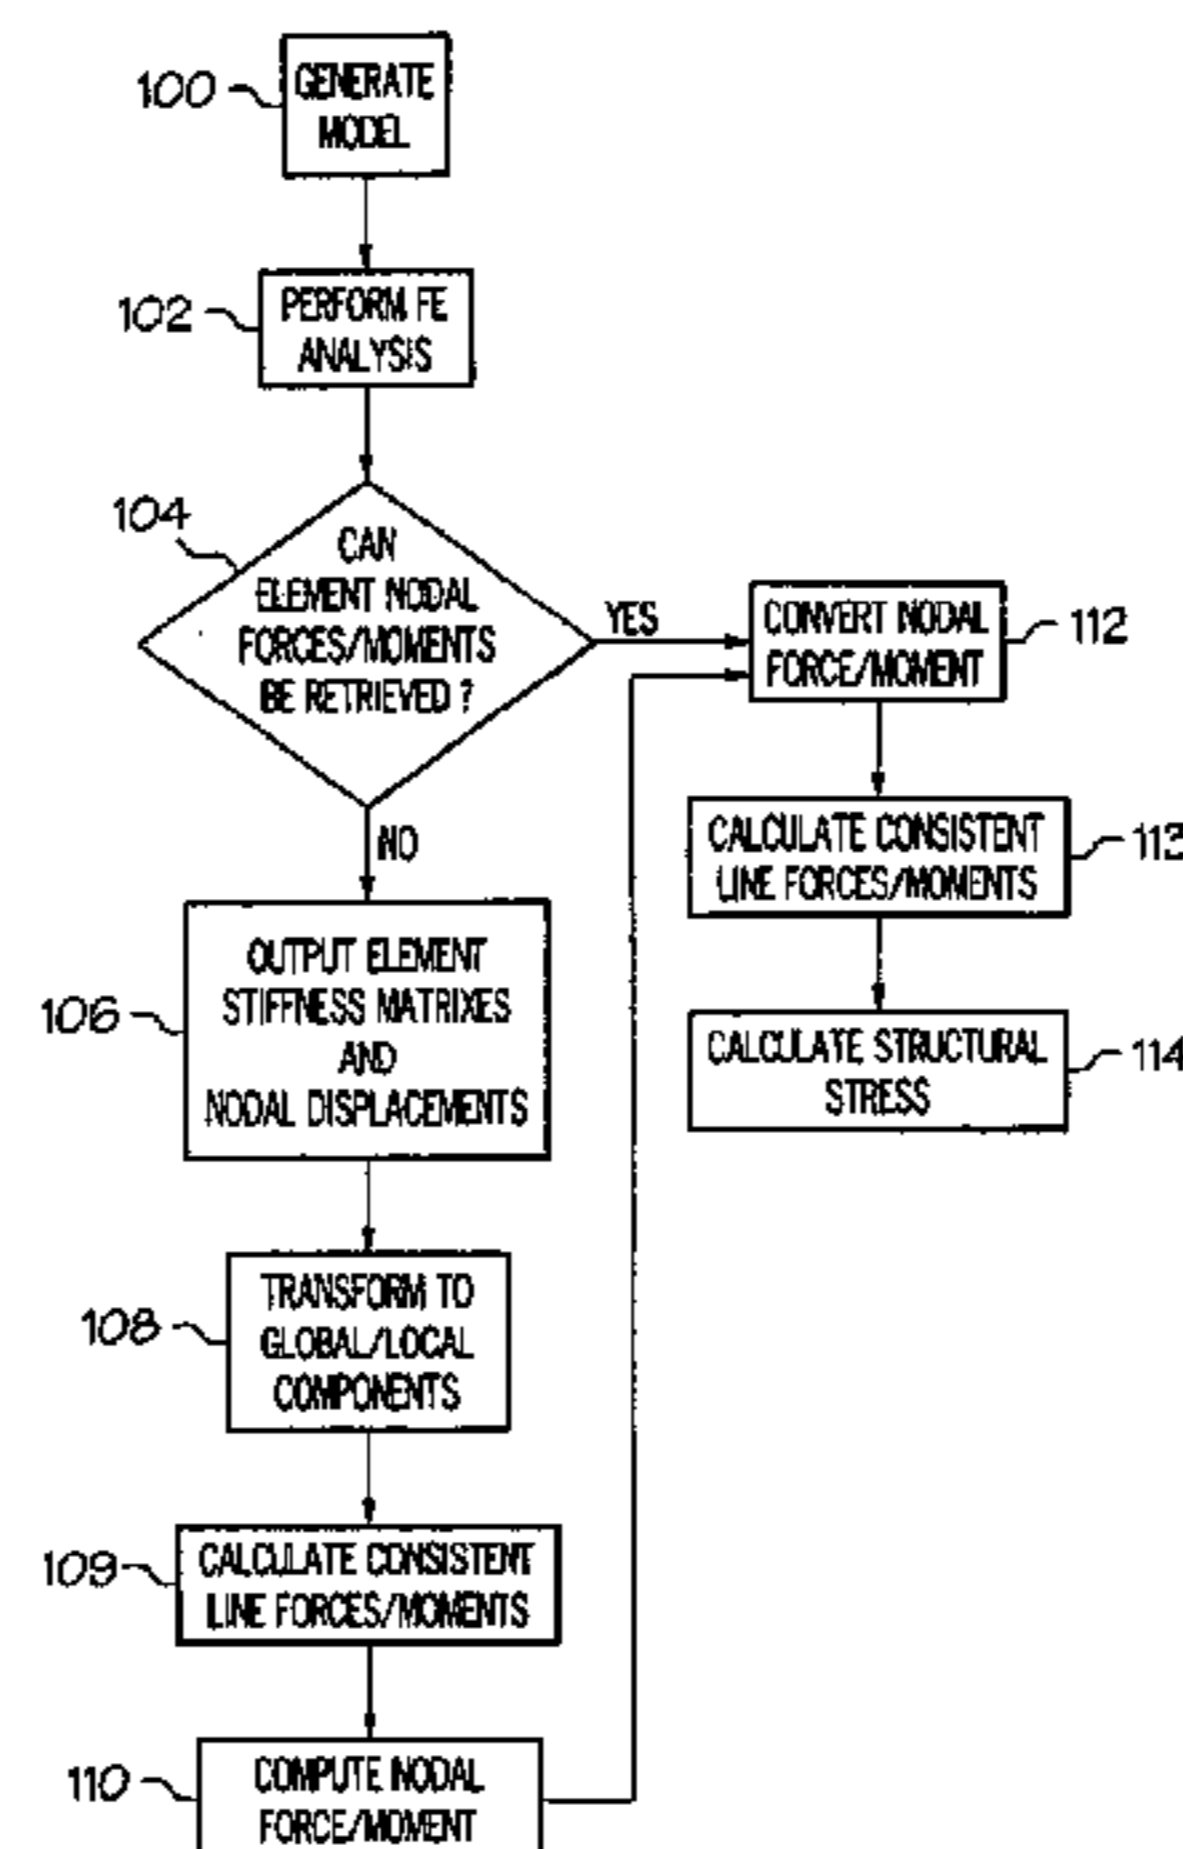 100
GENERATE
MODEL
102
PERFORM FE
ANALYSIS
104
CAN
ELEMENT NODAL
FORCES/MOMENTS
BE RETRIEVED ?
YES
NO
106
OUTPUT ELEMENT
STIFFNESS MATRIXES
AND
NODAL DISPLACEMENTS
108
TRANSFORM TO
GLOBAL/LOCAL
COMPONENTS
109
CALCULATE CONSISTENT
LINE FORCES/MOMENTS
110
COMPUTE NODAL
FORCE/MOMENT
CONVERT NODAL
FORCE/MOMENT
112
CALCULATE CONSISTENT
LINE FORCES/MOMENTS
113
CALCULATE STRUCTURAL
STRESS
114